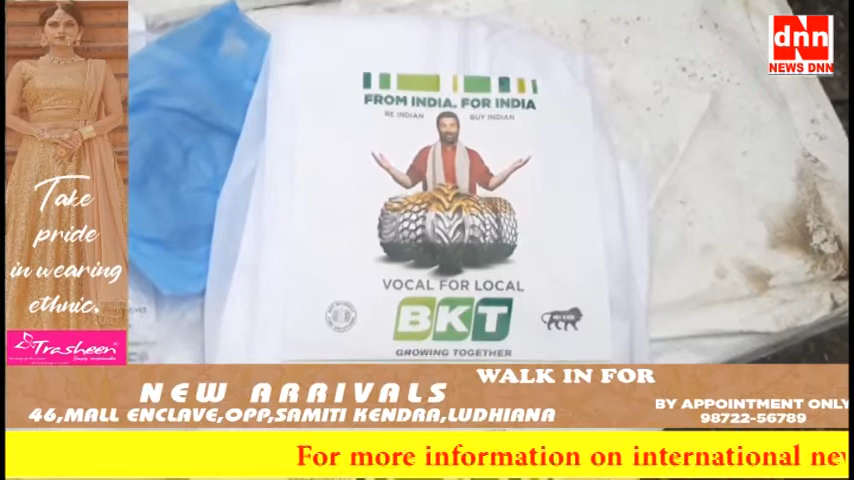 dnn
NEWS DNN
FROM INDIA. FOR INDIA
BE INDIAN BUY INDIAN
VOCAL FOR LOCAL
BKT
GROWING TOGETHER
Take
pride
in wearing
ethnic.
Trasheen
NEW ARRIVALS
46,MALL ENCLAVE,OPP,SAMITI KENDRA,LUDHIANA
WALK IN FOR
BY APPOINTMENT ONLY
98722-56789
For more information on international